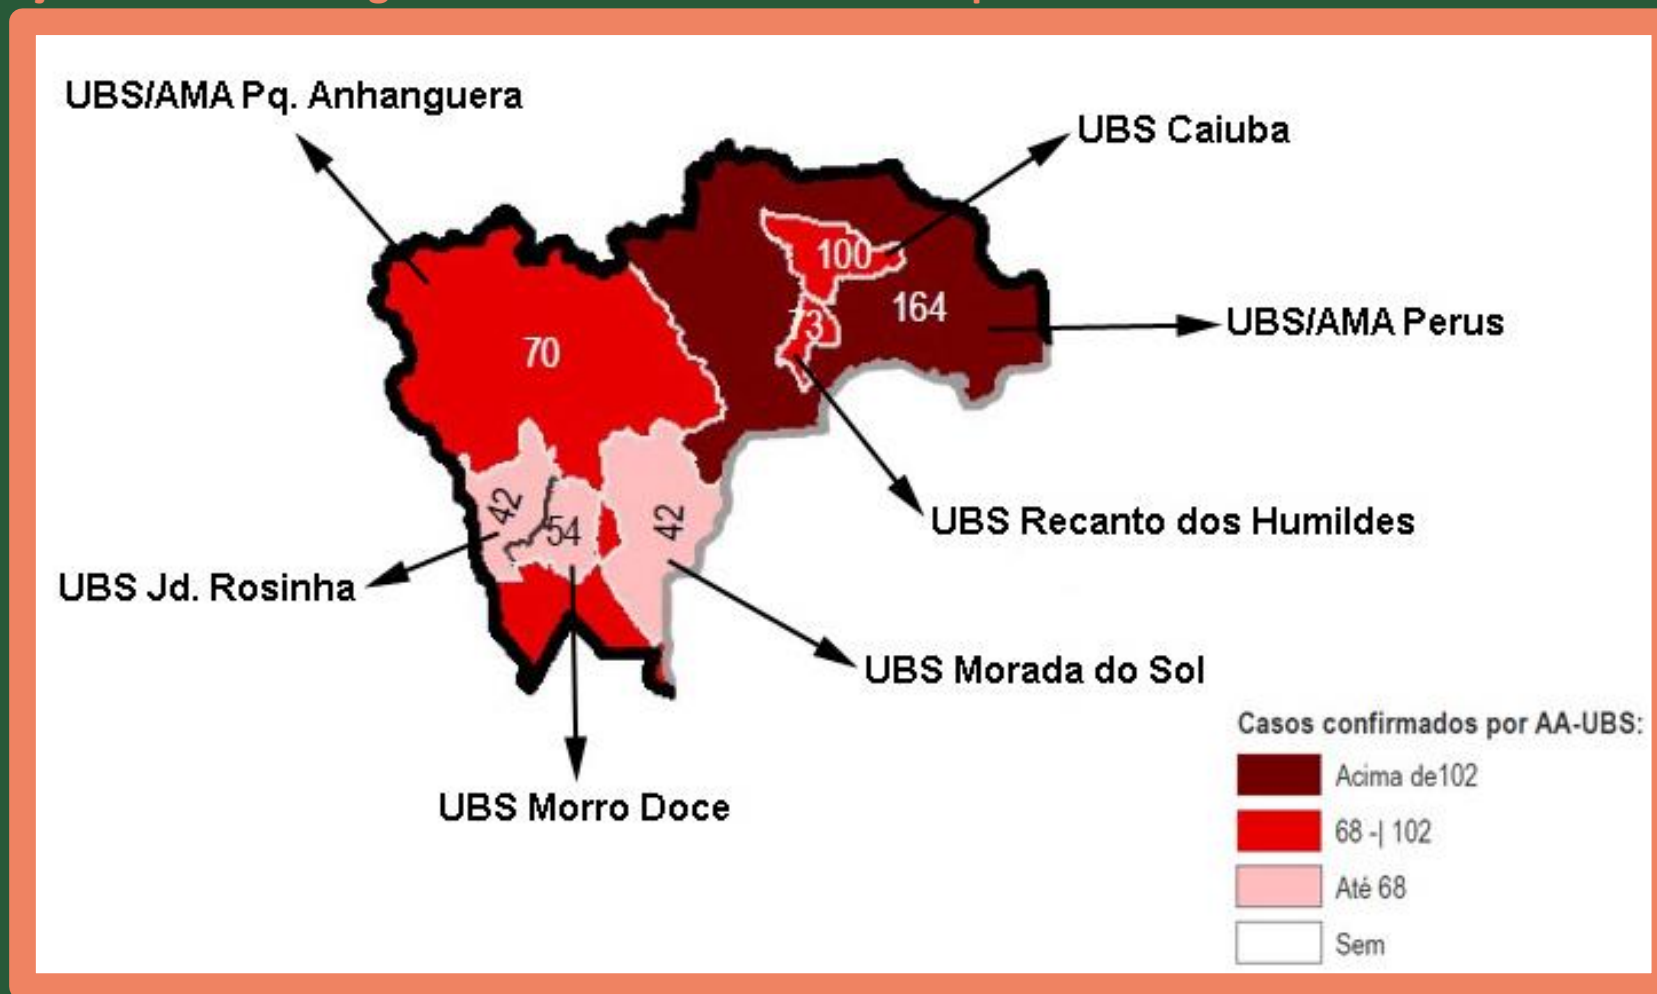 UBS/AMA Pq. Anhanguera
UBS Caiuba
100
164
73
UBS/AMA Perus
70
42
54
42
UBS Recanto dos Humildes
UBS Jd. Rosinha
UBS Morada do Sol
UBS Morro Doce
Casos confirmados por AA-UBS:
Acima de102
68 -| 102
Até 68
Sem